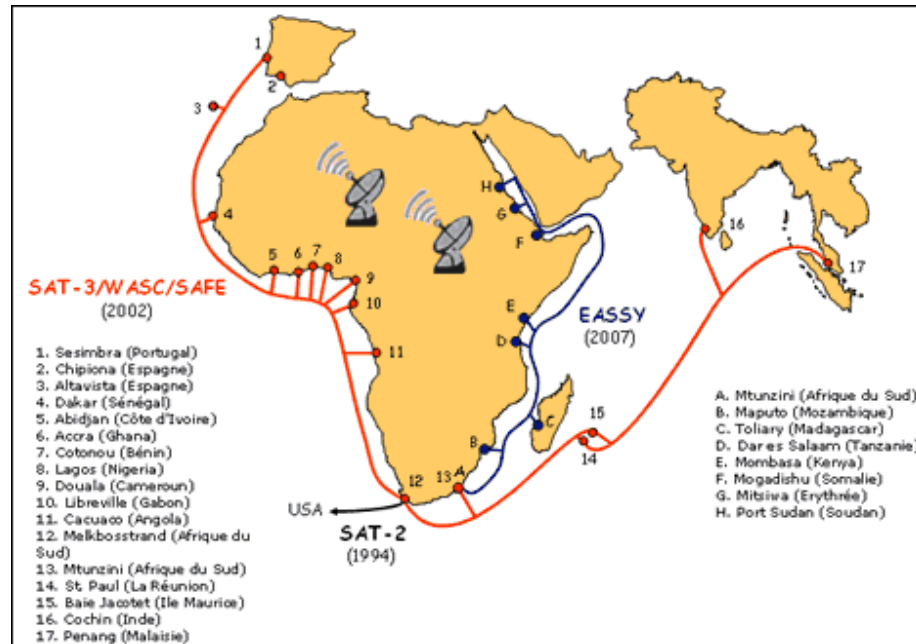 1
2
3
4
5
6
7
8
9
10
11
12
13
A
B
C
D
E
F
G
H
14
15
16
17
SAT-3/WASC/SAFE
(2002)
EASSY
(2007)
USA
SAT-2
(1994)
1. Sesimbra (Portugal)
2. Chipiona (Espagne)
3. Altavista (Espagne)
4. Dakar (Sénégal)
5. Abidjan (Côte d'Ivoire)
6. Accra (Ghana)
7. Cotonou (Bénin)
8. Lagos (Nigeria)
9. Douala (Cameroun)
10. Libreville (Gabon)
11. Cacuaco (Angola)
12. Melkbosstrand (Afrique du
Sud)
13. Mtunzini (Afrique du Sud)
14. St. Paul (La Réunion)
15. Baie Jacotet (Ile Maurice)
16. Cochin (Inde)
17. Penang (Malaisie)
A. Mtunzini (Afrique du Sud)
B. Maputo (Mozambique)
C. Toliary (Madagascar)
D. Dar es Salaam (Tanzanie)
E. Mombasa (Kenya)
F. Mogadishu (Somalie)
G. Mitsiwa (Erythrée)
H. Port Sudan (Soudan)